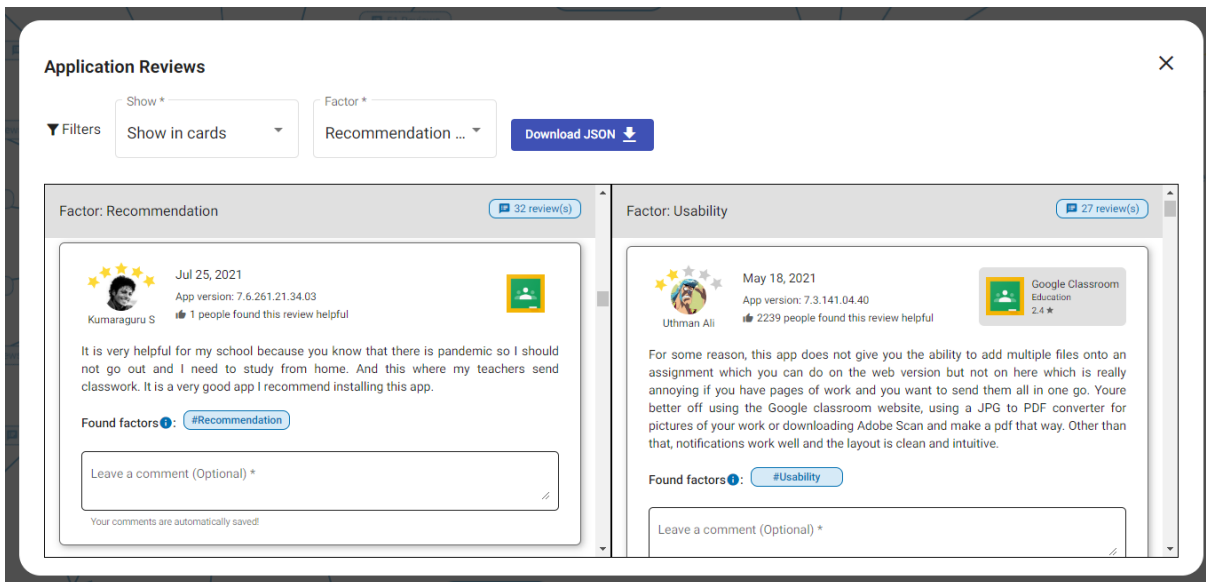 Application Reviews
Filters
Show *
Show in cards
Factor *
Recommendation ...
Download JSON
Factor: Recommendation
32 review(s)
Jul 25, 2021
App version: 7.6.261.21.34.03
1 people found this review helpful
Kumaraguru S
It is very helpful for my school because you know that there is pandemic so I should
not go out and I need to study from home. And this where my teachers send
classwork. It is a very good app I recommend installing this app.
Found factors :
#Recommendation
Leave a comment (Optional) *
Your comments are automatically saved!
Factor: Usability
27 review(s)
May 18, 2021
App version: 7.3.141.04.40
2239 people found this review helpful
Uthman Ali
Google Classroom
Education
2.4 ★
For some reason, this app does not give you the ability to add multiple files onto an
assignment which you can do on the web version but not on here which is really
annoying if you have pages of work and you want to send them all in one go. Youre
better off using the Google classroom website, using a JPG to PDF converter for
pictures of your work or downloading Adobe Scan and make a pdf that way. Other than
that, notifications work well and the layout is clean and intuitive.
Found factors :
#Usability
Leave a comment (Optional) *